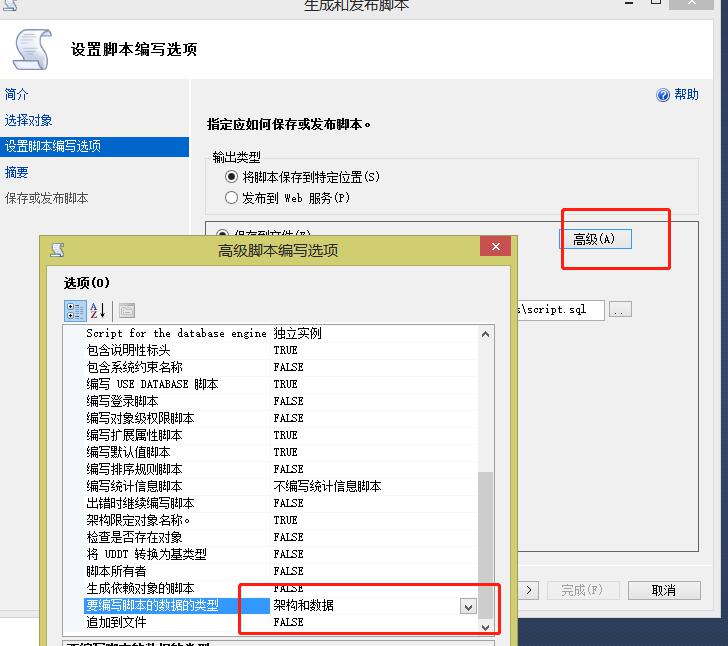 生成和发布脚本
设置脚本编写选项
简介
选择对象
设置脚本编写选项
摘要
保存或发布脚本
帮助
指定应如何保存或发布脚本。
输出类型
将脚本保存到特定位置(S)
发布到 Web 服务(P)
保存到文件(F)
高级(A)
s\script.sql
..
高级脚本编写选项
选项(O)
Script for the database engine 独立实例
包含说明性标头 TRUE
包含系统约束名称 FALSE
编写 USE DATABASE 脚本 TRUE
编写登录脚本 FALSE
编写对象级权限脚本 FALSE
编写扩展属性脚本 TRUE
编写默认值脚本 TRUE
编写排序规则脚本 FALSE
编写统计信息脚本 不编写统计信息脚本
出错时继续编写脚本 FALSE
架构限定对象名称。 TRUE
检查是否存在对象 FALSE
将 UDDT 转换为基类型 FALSE
脚本所有者 FALSE
生成依赖对象的脚本 FALSE
要编写脚本的数据的类型 架构和数据
追加到文件 FALSE
要编写脚本的数据的类型
>
完成(F)
取消